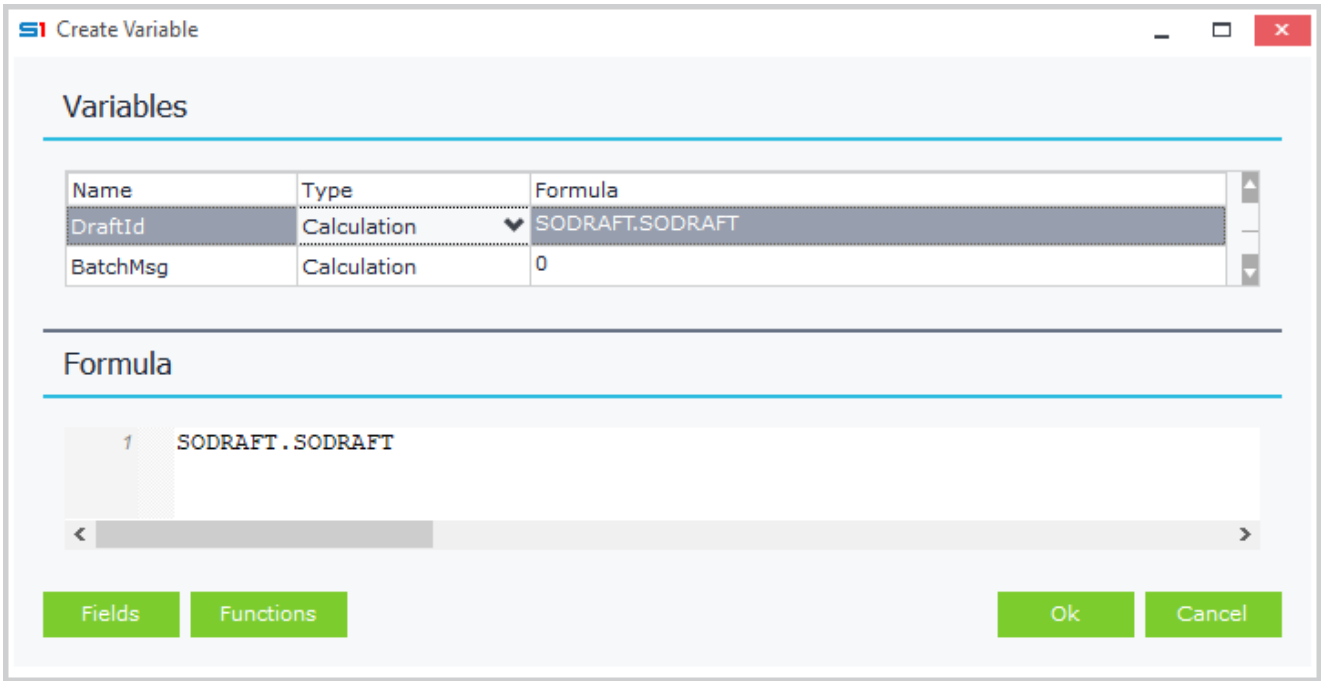 S1 Create Variable
Variables
Name Type Formula
DraftId Calculation SODRAFT.SODRAFT
BatchMsg Calculation 0
Formula
1 SODRAFT.SODRAFT
Fields Functions Ok Cancel